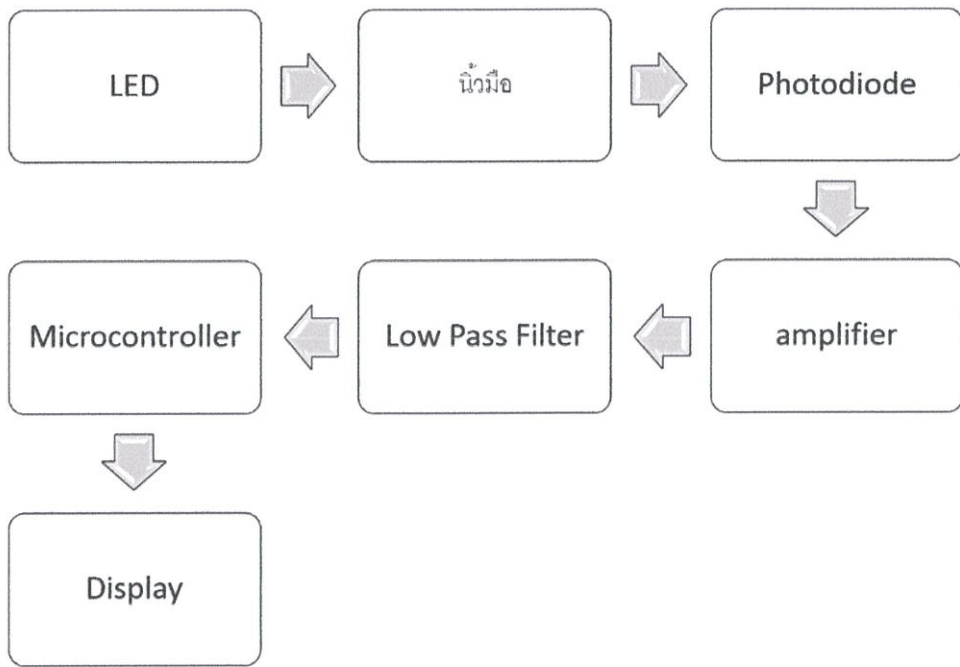 LED
นิ้วมือ
Photodiode
amplifier
Low Pass Filter
Microcontroller
Display